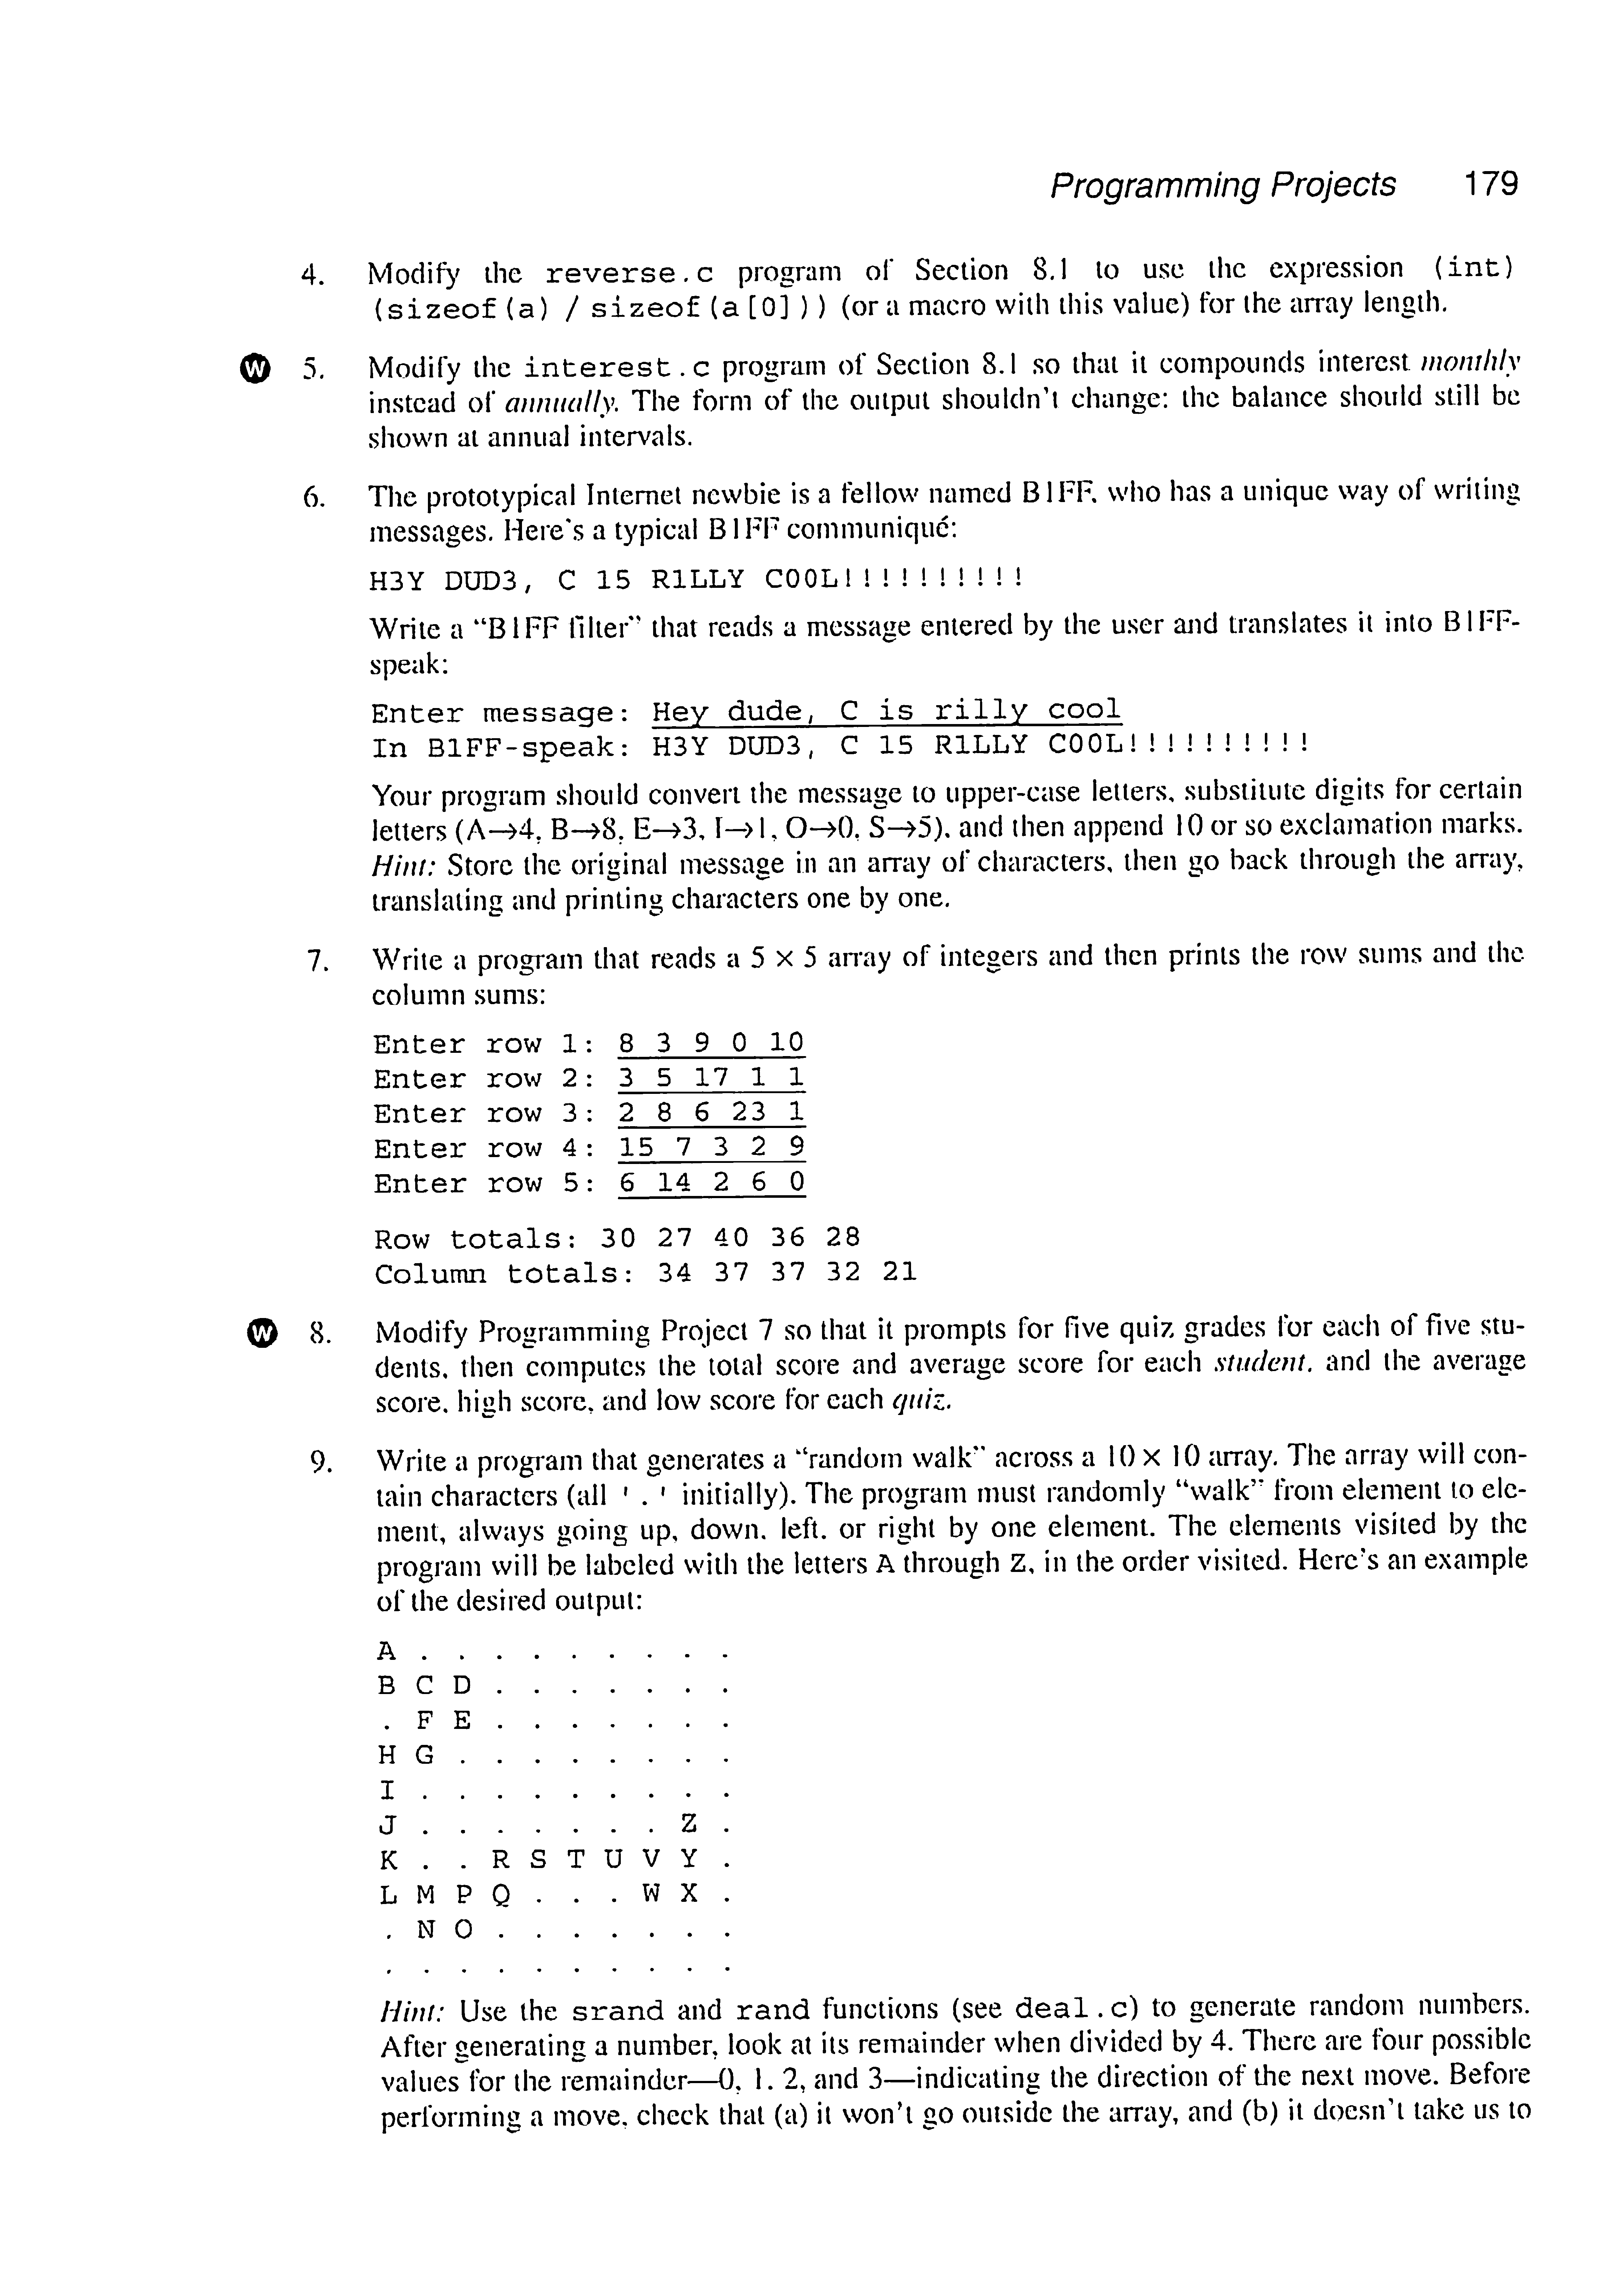 Programming Projects 179
4. Modify the reverse.c program of Section 8.1 to use the expression (int)
(sizeof(a) / sizeof(a[0])) (or a macro with this value) for the array length.
W 5. Modify the interest.c program of Section 8.1 so that it compounds interest monthly
instead of annually. The form of the output shouldn't change: the balance should still be
shown at annual intervals.
6. The prototypical Internet newbie is a fellow named B1FF, who has a unique way of writing
messages. Here's a typical B1FF communiqué:
H3Y DUD3, C 15 R1LLY C00L!!!!!!!!!!
Write a “B1FF filter” that reads a message entered by the user and translates it into B1FF-
speak:
Enter message: Hey dude, C is rilly cool
In B1FF-speak: H3Y DUD3, C 15 R1LLY C00L!!!!!!!!!!
Your program should convert the message to upper-case letters, substitute digits for certain
letters (A→4, B→8, E→3, I→1, O→0, S→5), and then append 10 or so exclamation marks.
Hint: Store the original message in an array of characters, then go back through the array,
translating and printing characters one by one.
7. Write a program that reads a 5 × 5 array of integers and then prints the row sums and the
column sums:
Enter row 1: 8 3 9 0 10
Enter row 2: 3 5 17 1 1
Enter row 3: 2 8 6 23 1
Enter row 4: 15 7 3 2 9
Enter row 5: 6 14 2 6 0
Row totals: 30 27 40 36 28
Column totals: 34 37 37 32 21
W 8. Modify Programming Project 7 so that it prompts for five quiz grades for each of five stu-
dents, then computes the total score and average score for each student, and the average
score, high score, and low score for each quiz.
9. Write a program that generates a “random walk” across a 10 × 10 array. The array will con-
tain characters (all '.' initially). The program must randomly “walk” from element to ele-
ment, always going up, down, left, or right by one element. The elements visited by the
program will be labeled with the letters A through Z, in the order visited. Here's an example
of the desired output:
A . . . . . . . . .
B C D . . . . . . .
. F E . . . . . . .
H G . . . . . . . .
I . . . . . . . . .
J . . . . . . . Z .
K . . R S T U V Y .
L M P Q . . . W X .
. N O . . . . . . .
. . . . . . . . . .
Hint: Use the srand and rand functions (see deal.c) to generate random numbers.
After generating a number, look at its remainder when divided by 4. There are four possible
values for the remainder—0, 1, 2, and 3—indicating the direction of the next move. Before
performing a move, check that (a) it won't go outside the array, and (b) it doesn't take us to